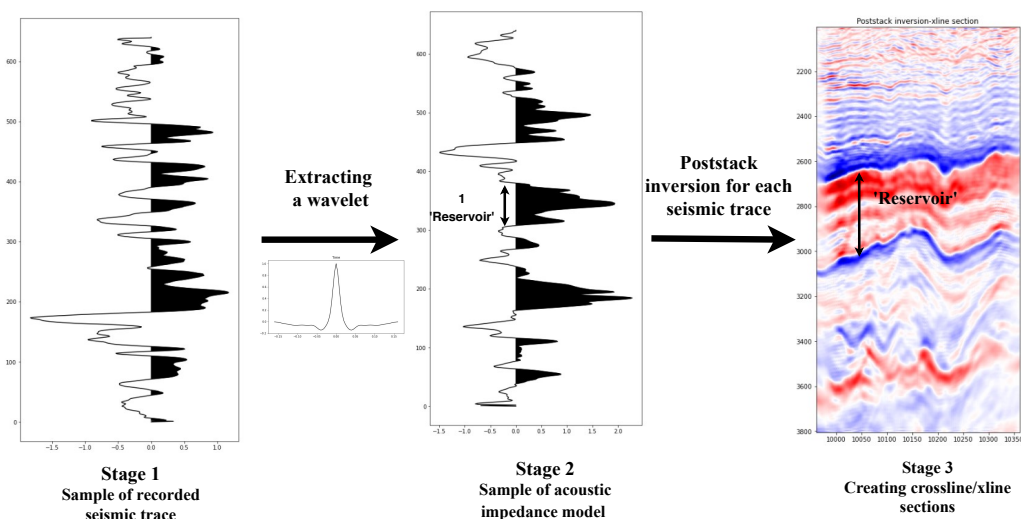 Poststack inversion-xline section
600
500
400
300
200
100
0
−1.5 −1.0 −0.5 0.0 0.5 1.0
Stage 1
Sample of recorded
seismic trace
Extracting
a wavelet
Time
600
500
400
300
200
100
0
−1.5 −1.0 −0.5 0.0 0.5 1.0 1.5 2.0
1
'Reservoir'
Stage 2
Sample of acoustic
impedance model
Poststack
inversion for each
seismic trace
2200
2400
2600
2800
3000
3200
3400
3600
3800
10000 10050 10100 10150 10200 10250 10300 10350
'Reservoir'
Stage 3
Creating crossline/xline
sections